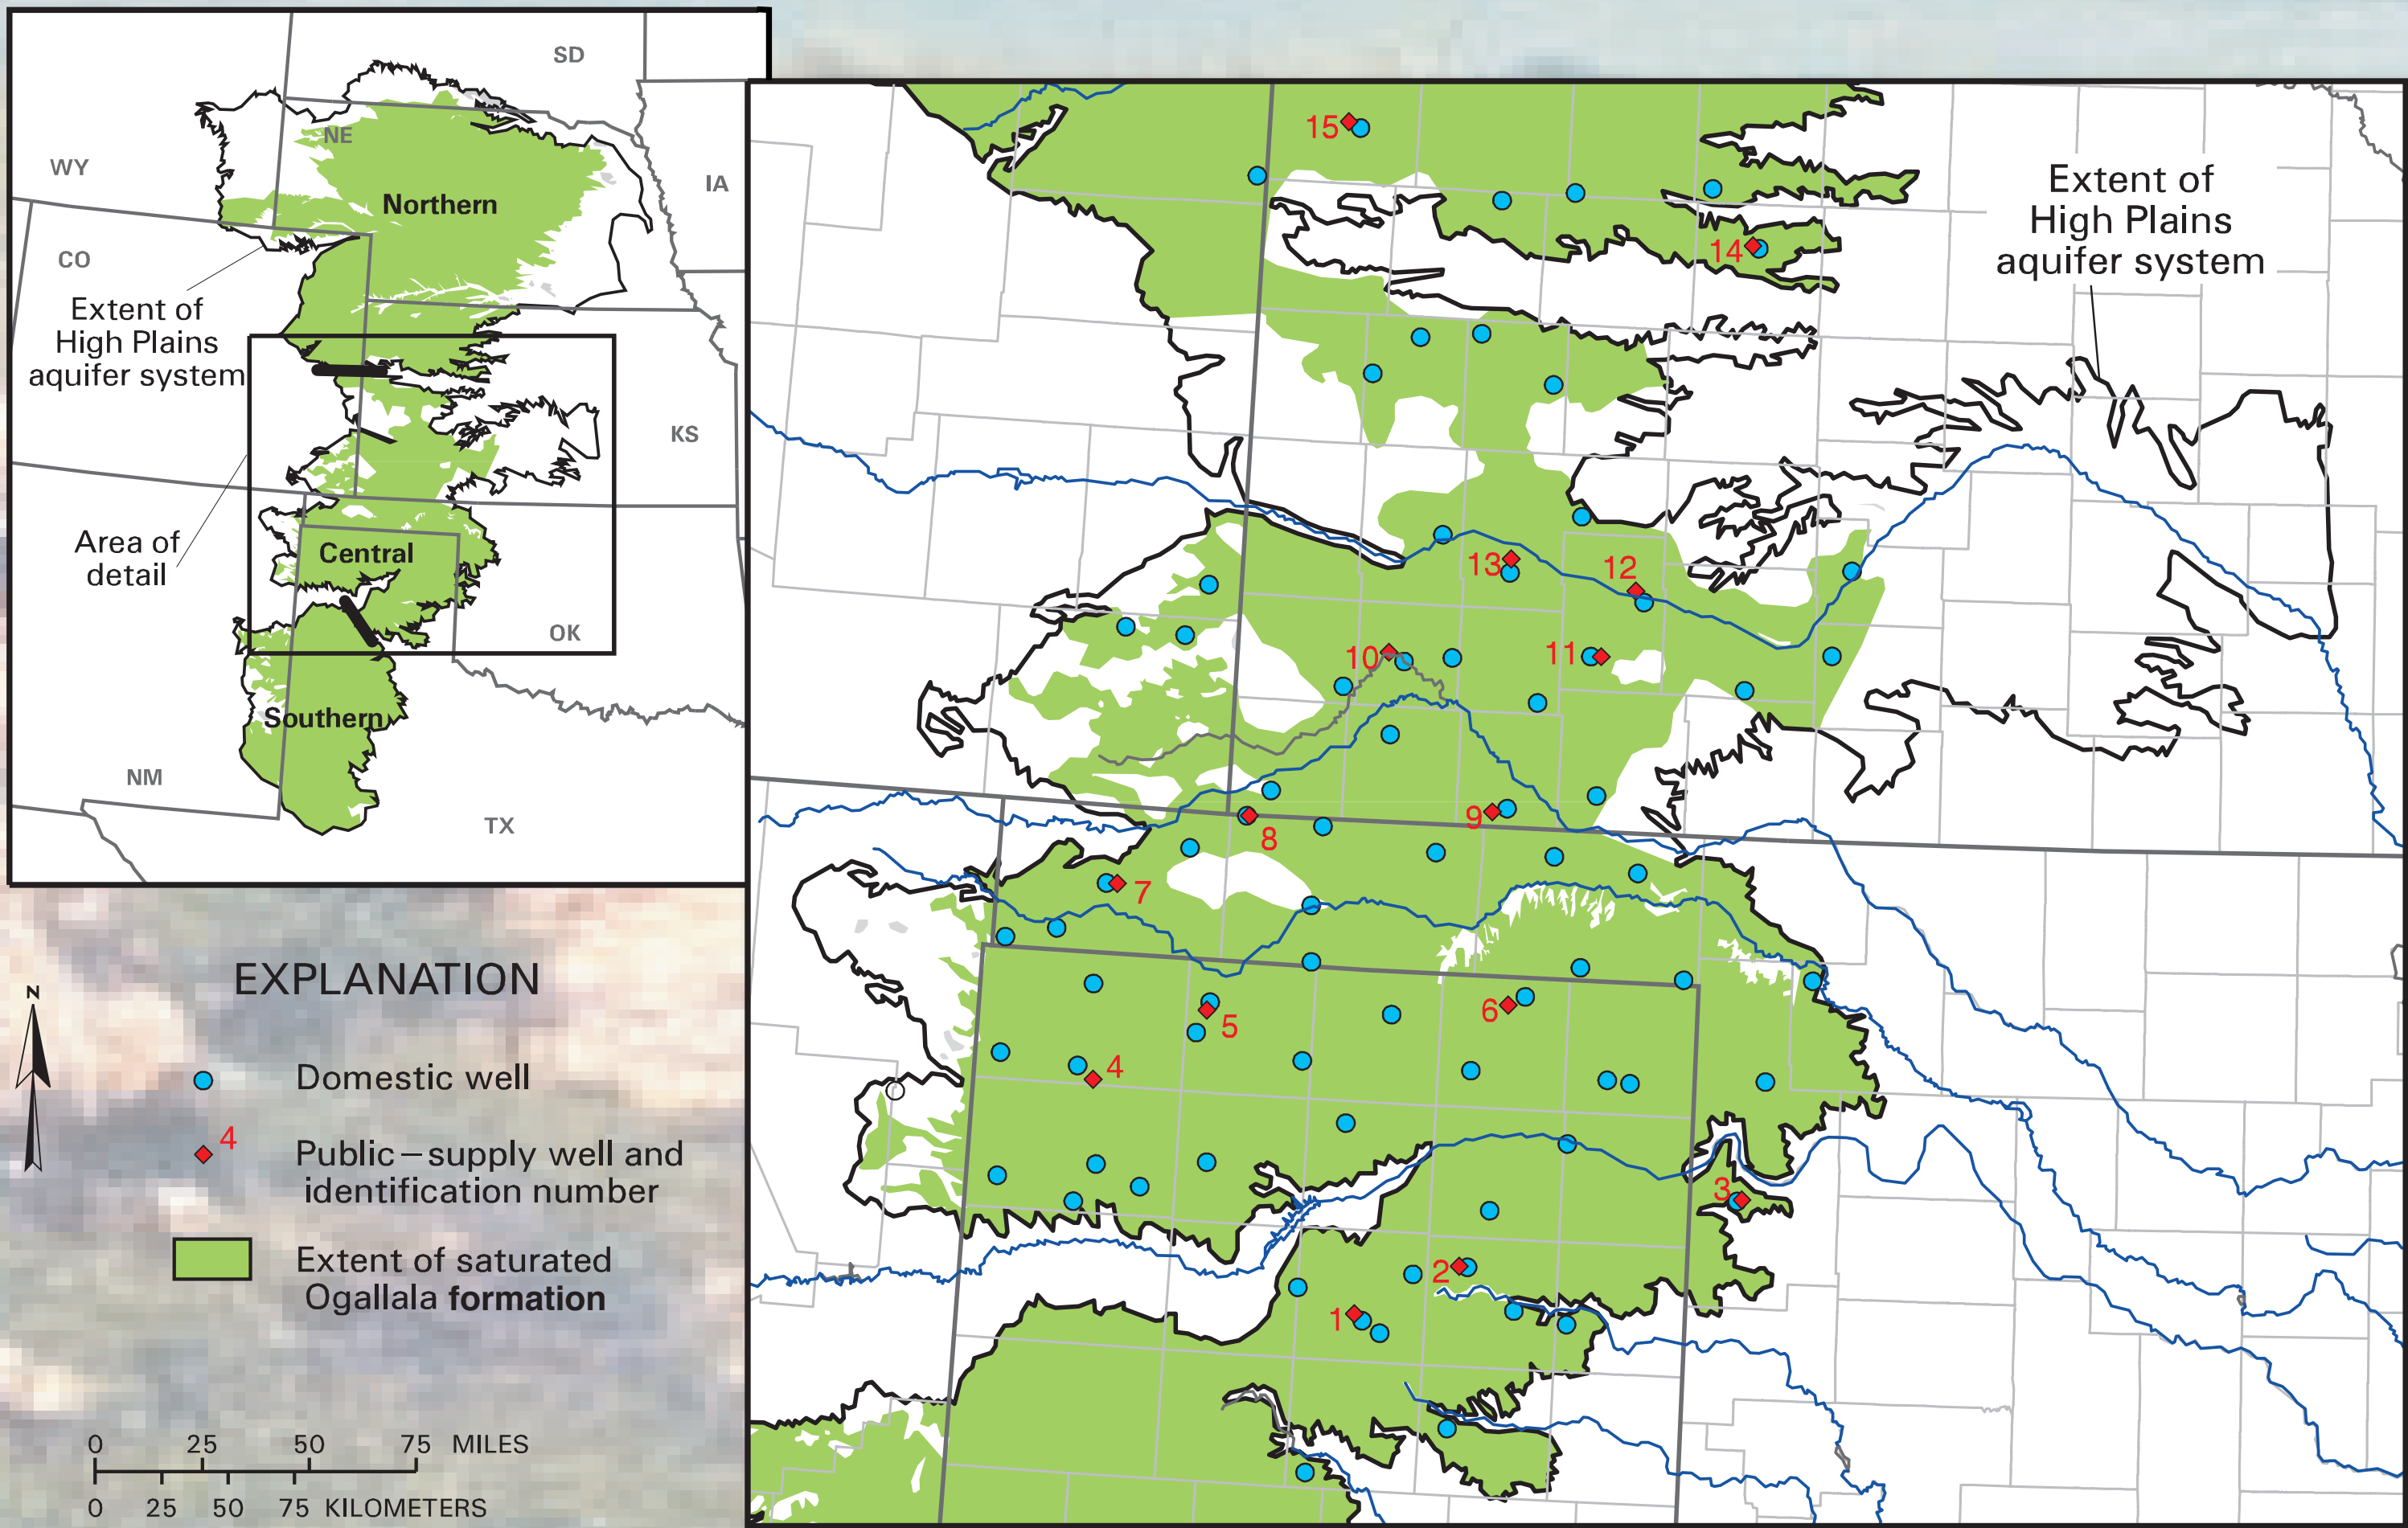 SD
NE
WY
IA
Northern
CO
Extent of
High Plains
aquifer system
KS
Area of
detail
Central
OK
Southern
NM
TX
EXPLANATION
N
Domestic well
4
Public–supply well and
identification number
Extent of saturated
Ogallala formation
0 25 50 75 MILES
0 25 50 75 KILOMETERS
15
Extent of
High Plains
aquifer system
14
13
12
10
11
9
8
7
6
5
4
3
2
1